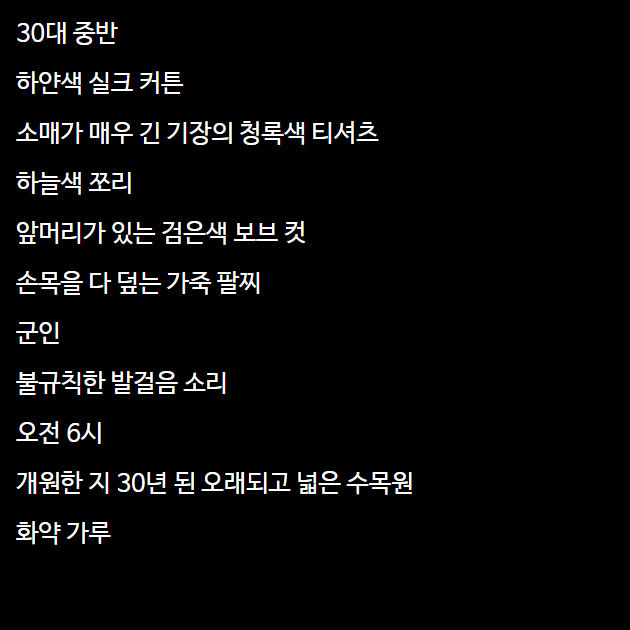 30대 중반
하얀색 실크 커튼
소매가 매우 긴 기장의 청록색 티셔츠
하늘색 쪼리
앞머리가 있는 검은색 보브 컷
손목을 다 덮는 가죽 팔찌
군인
불규칙한 발걸음 소리
오전 6시
개원한 지 30년 된 오래되고 넓은 수목원
화약 가루